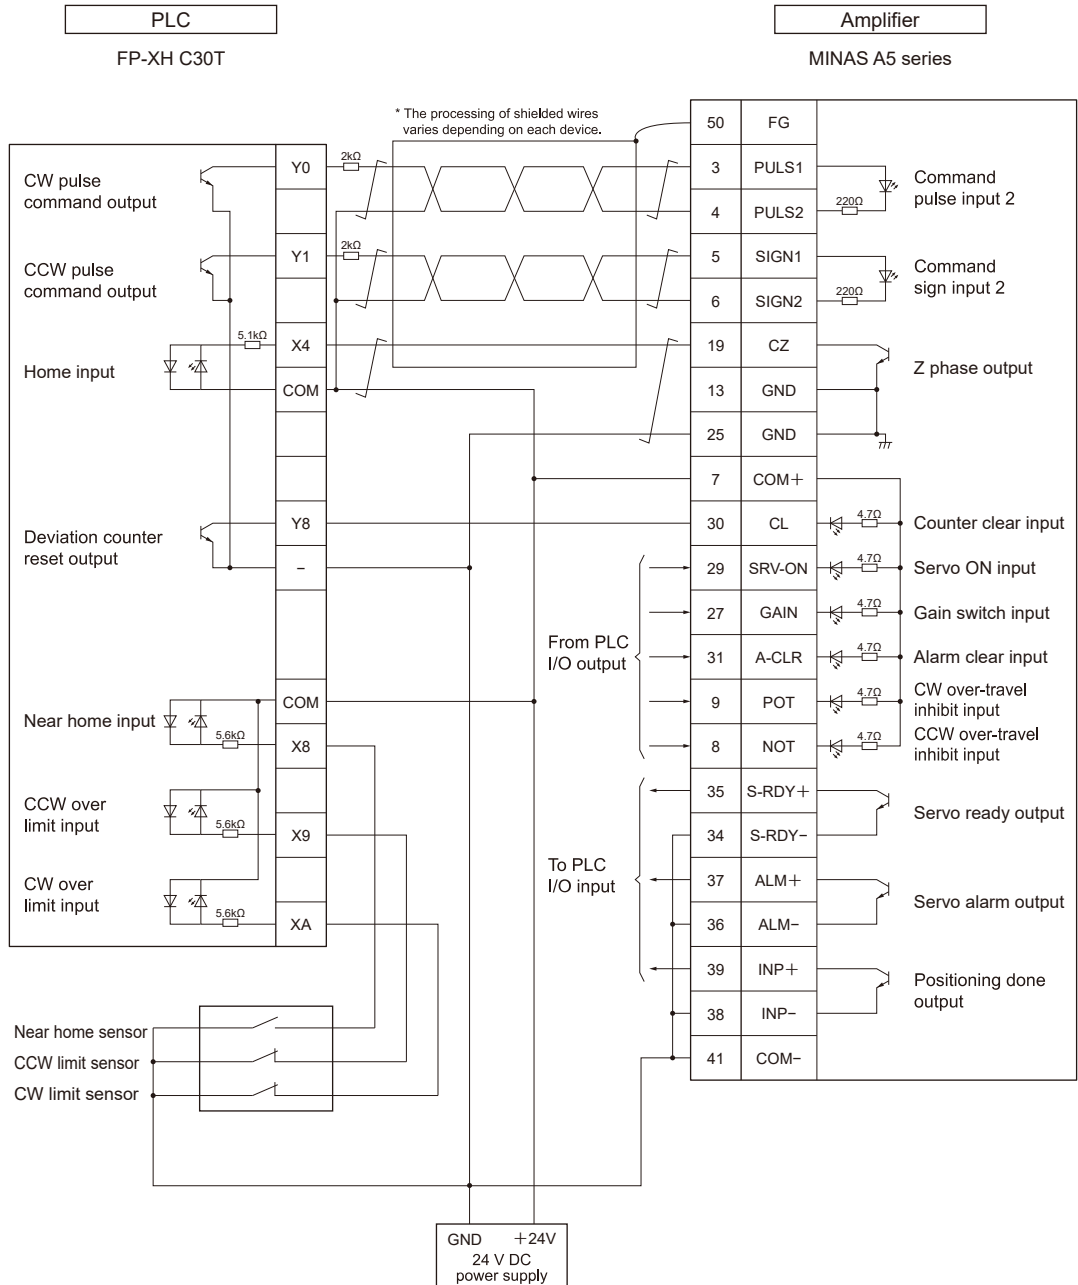 PLC
FP-XH C30T
Amplifier
MINAS A5 series
* The processing of shielded wires
varies depending on each device.
CW pulse
command output
Y0
2kΩ
CCW pulse
command output
Y1
2kΩ
Home input
5.1kΩ
X4
COM
Deviation counter
reset output
Y8
−
COM
Near home input
5.6kΩ
X8
CCW over
limit input
5.6kΩ
X9
CW over
limit input
5.6kΩ
XA
Near home sensor
CCW limit sensor
CW limit sensor
From PLC
I/O output
To PLC
I/O input
GND +24V
24 V DC
power supply
50 FG
3 PULS1
4 PULS2
220Ω
Command
pulse input 2
5 SIGN1
6 SIGN2
220Ω
Command
sign input 2
19 CZ
13 GND
25 GND
Z phase output
7 COM+
30 CL 4.7Ω Counter clear input
29 SRV-ON 4.7Ω Servo ON input
27 GAIN 4.7Ω Gain switch input
31 A-CLR 4.7Ω Alarm clear input
9 POT 4.7Ω CW over-travel
inhibit input
8 NOT 4.7Ω CCW over-travel
inhibit input
35 S-RDY+
34 S-RDY−
Servo ready output
37 ALM+
36 ALM−
Servo alarm output
39 INP+
38 INP−
Positioning done
output
41 COM−